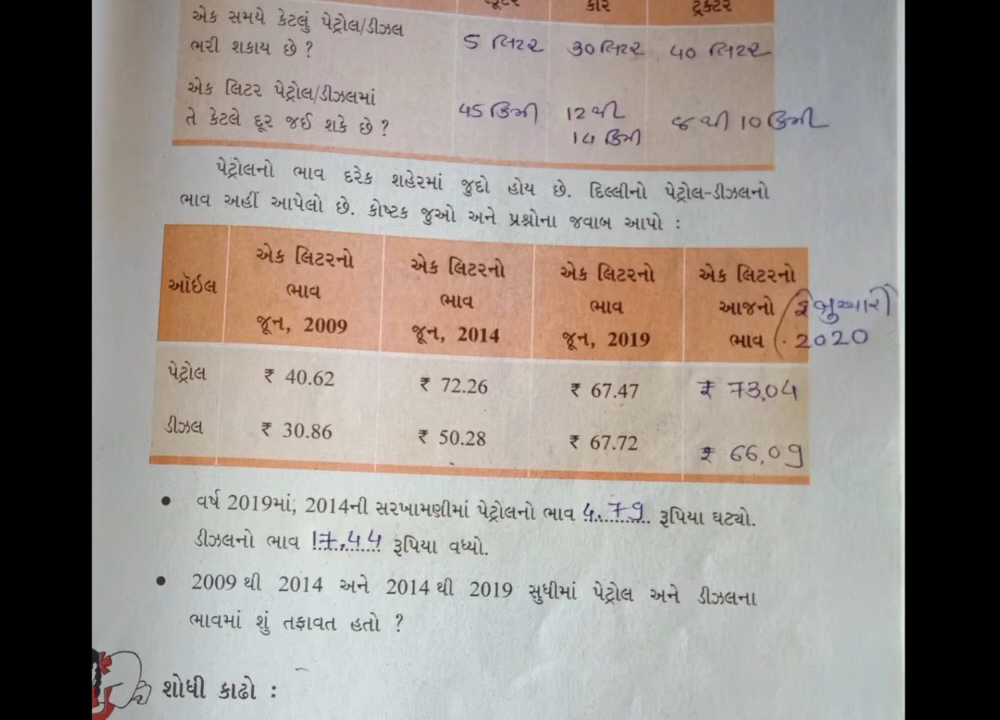 સ્કૂટર કાર ટ્રેક્ટર
એક સમયે કેટલું પેટ્રોલ/ડીઝલ
ભરી શકાય છે ? 5 લિટર 30 લિટર 40 લિટર
એક લિટર પેટ્રોલ/ડીઝલમાં
તે કેટલે દૂર જઈ શકે છે ? 45 કિમી 12 થી
14 કિમી 8 થી 10 કિમી
પેટ્રોલનો ભાવ દરેક શહેરમાં જુદો હોય છે. દિલ્લીનો પેટ્રોલ-ડીઝલનો
ભાવ અહીં આપેલો છે. કોષ્ટક જુઓ અને પ્રશ્નોના જવાબ આપો :
ઑઇલ
એક લિટરનો
ભાવ
જૂન, 2009
એક લિટરનો
ભાવ
જૂન, 2014
એક લિટરનો
ભાવ
જૂન, 2019
એક લિટરનો
આજનો
ભાવ
ફેબ્રુઆરી
2020
પેટ્રોલ ₹ 40.62 ₹ 72.26 ₹ 67.47 ₹ 73.04
ડીઝલ ₹ 30.86 ₹ 50.28 ₹ 67.72 ₹ 66.09
• વર્ષ 2019માં, 2014ની સરખામણીમાં પેટ્રોલનો ભાવ 4.79 રૂપિયા ઘટ્યો.
ડીઝલનો ભાવ 17.44 રૂપિયા વધ્યો.
• 2009 થી 2014 અને 2014 થી 2019 સુધીમાં પેટ્રોલ અને ડીઝલના
ભાવમાં શું તફાવત હતો ?
શોધી કાઢો :